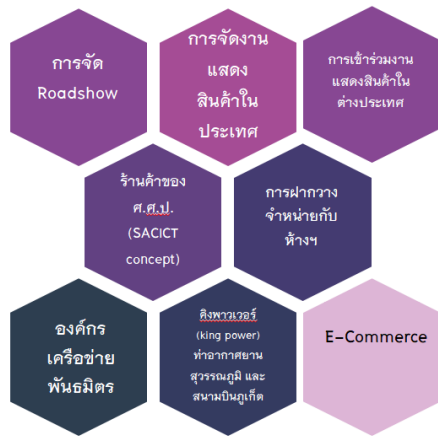 การจัด
Roadshow
การจัดงาน
แสดง
สินค้าใน
ประเทศ
การเข้าร่วมงาน
แสดงสินค้าใน
ต่างประเทศ
ร้านค้าของ
ศ.ศ.ป.
(SACICT
concept)
การฝากวาง
จำหน่ายกับ
ห้างฯ
องค์กร
เครือข่าย
พันธมิตร
คิงพาวเวอร์
(king power)
ท่าอากาศยาน
สุวรรณภูมิ และ
สนามบินภูเก็ต
E-Commerce